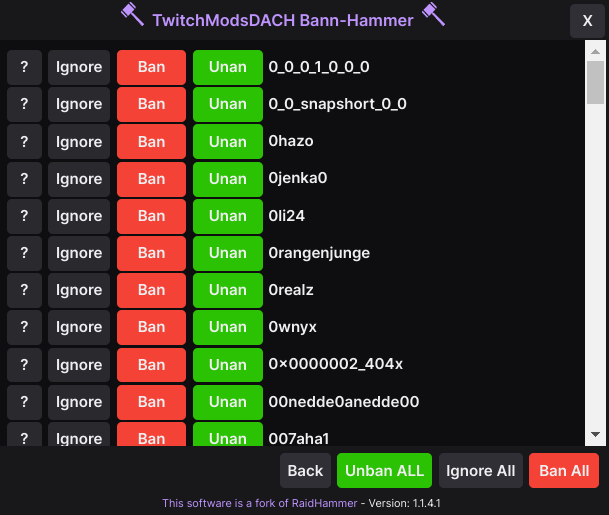 TwitchModsDACH Bann-Hammer X
? Ignore Ban Unan 0_0_0_1_0_0_0
? Ignore Ban Unan 0_0_snapshort_0_0
? Ignore Ban Unan 0hazo
? Ignore Ban Unan 0jenka0
? Ignore Ban Unan 0li24
? Ignore Ban Unan 0rangenjunge
? Ignore Ban Unan 0realz
? Ignore Ban Unan 0wnyx
? Ignore Ban Unan 0x0000002_404x
? Ignore Ban Unan 00nedde0anedde00
? Ignore Ban Unan 007aha1
Back Unban ALL Ignore All Ban All
This software is a fork of RaidHammer - Version: 1.1.4.1